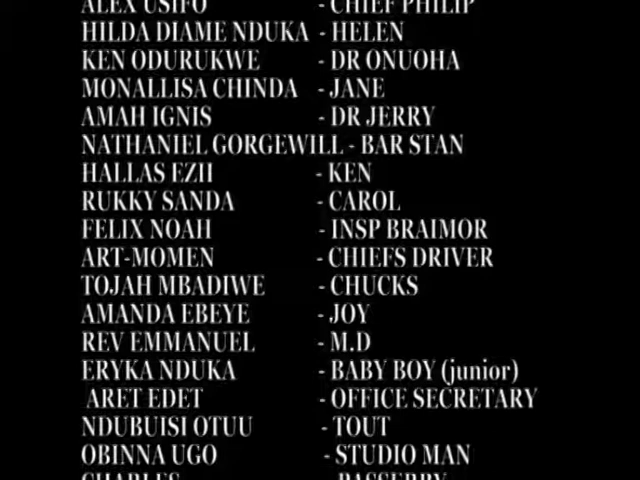 ALEX USIFO - CHIEF PHILIP
HILDA DIAME NDUKA - HELEN
KEN ODURUKWE - DR ONUOHA
MONALLISA CHINDA - JANE
AMAH IGNIS - DR JERRY
NATHANIEL GORGEWILL - BAR STAN
HALLAS EZII - KEN
RUKKY SANDA - CAROL
FELIX NOAH - INSP BRAIMOR
ART-MOMEN - CHIEFS DRIVER
TOJAH MBADIWE - CHUCKS
AMANDA EBEYE - JOY
REV EMMANUEL - M.D
ERYKA NDUKA - BABY BOY (junior)
ARET EDET - OFFICE SECRETARY
NDUBUISI OTUU - TOUT
OBINNA UGO - STUDIO MAN
CHARLES - PASSERBY